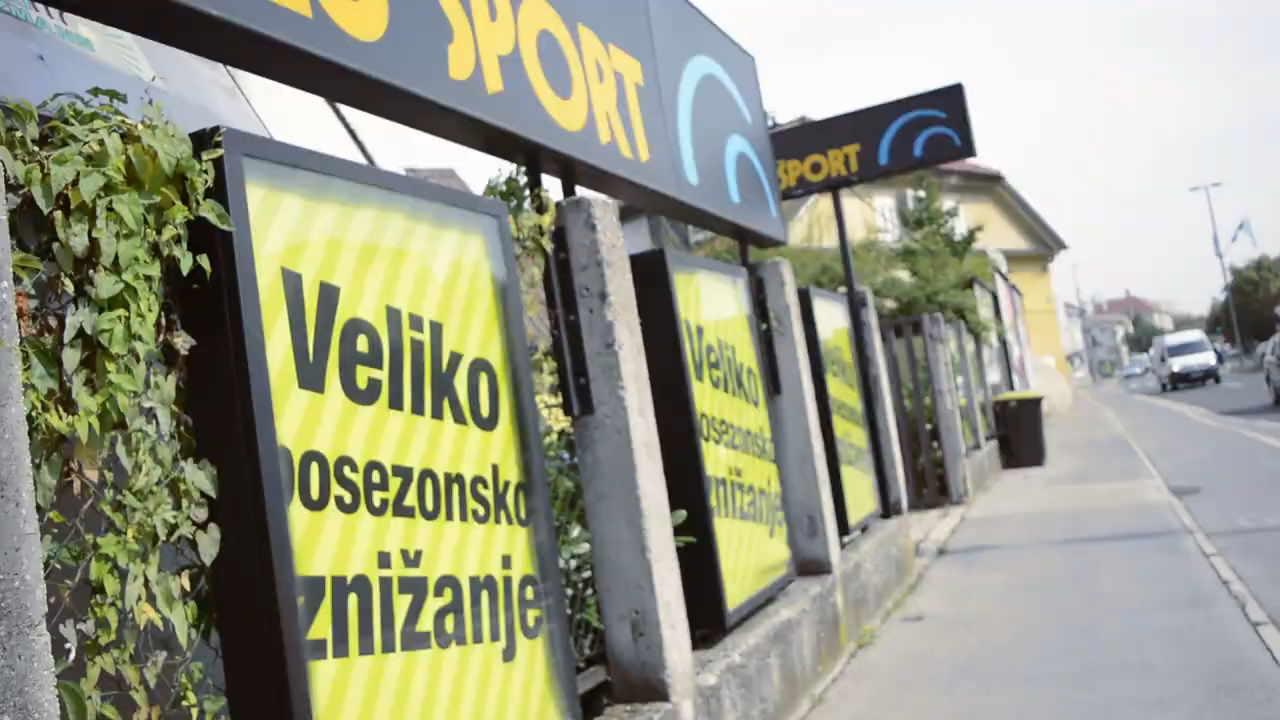 SPORT
SPORT
Veliko
posezonsko
znižanje
Veliko
posezonsko
znižanje